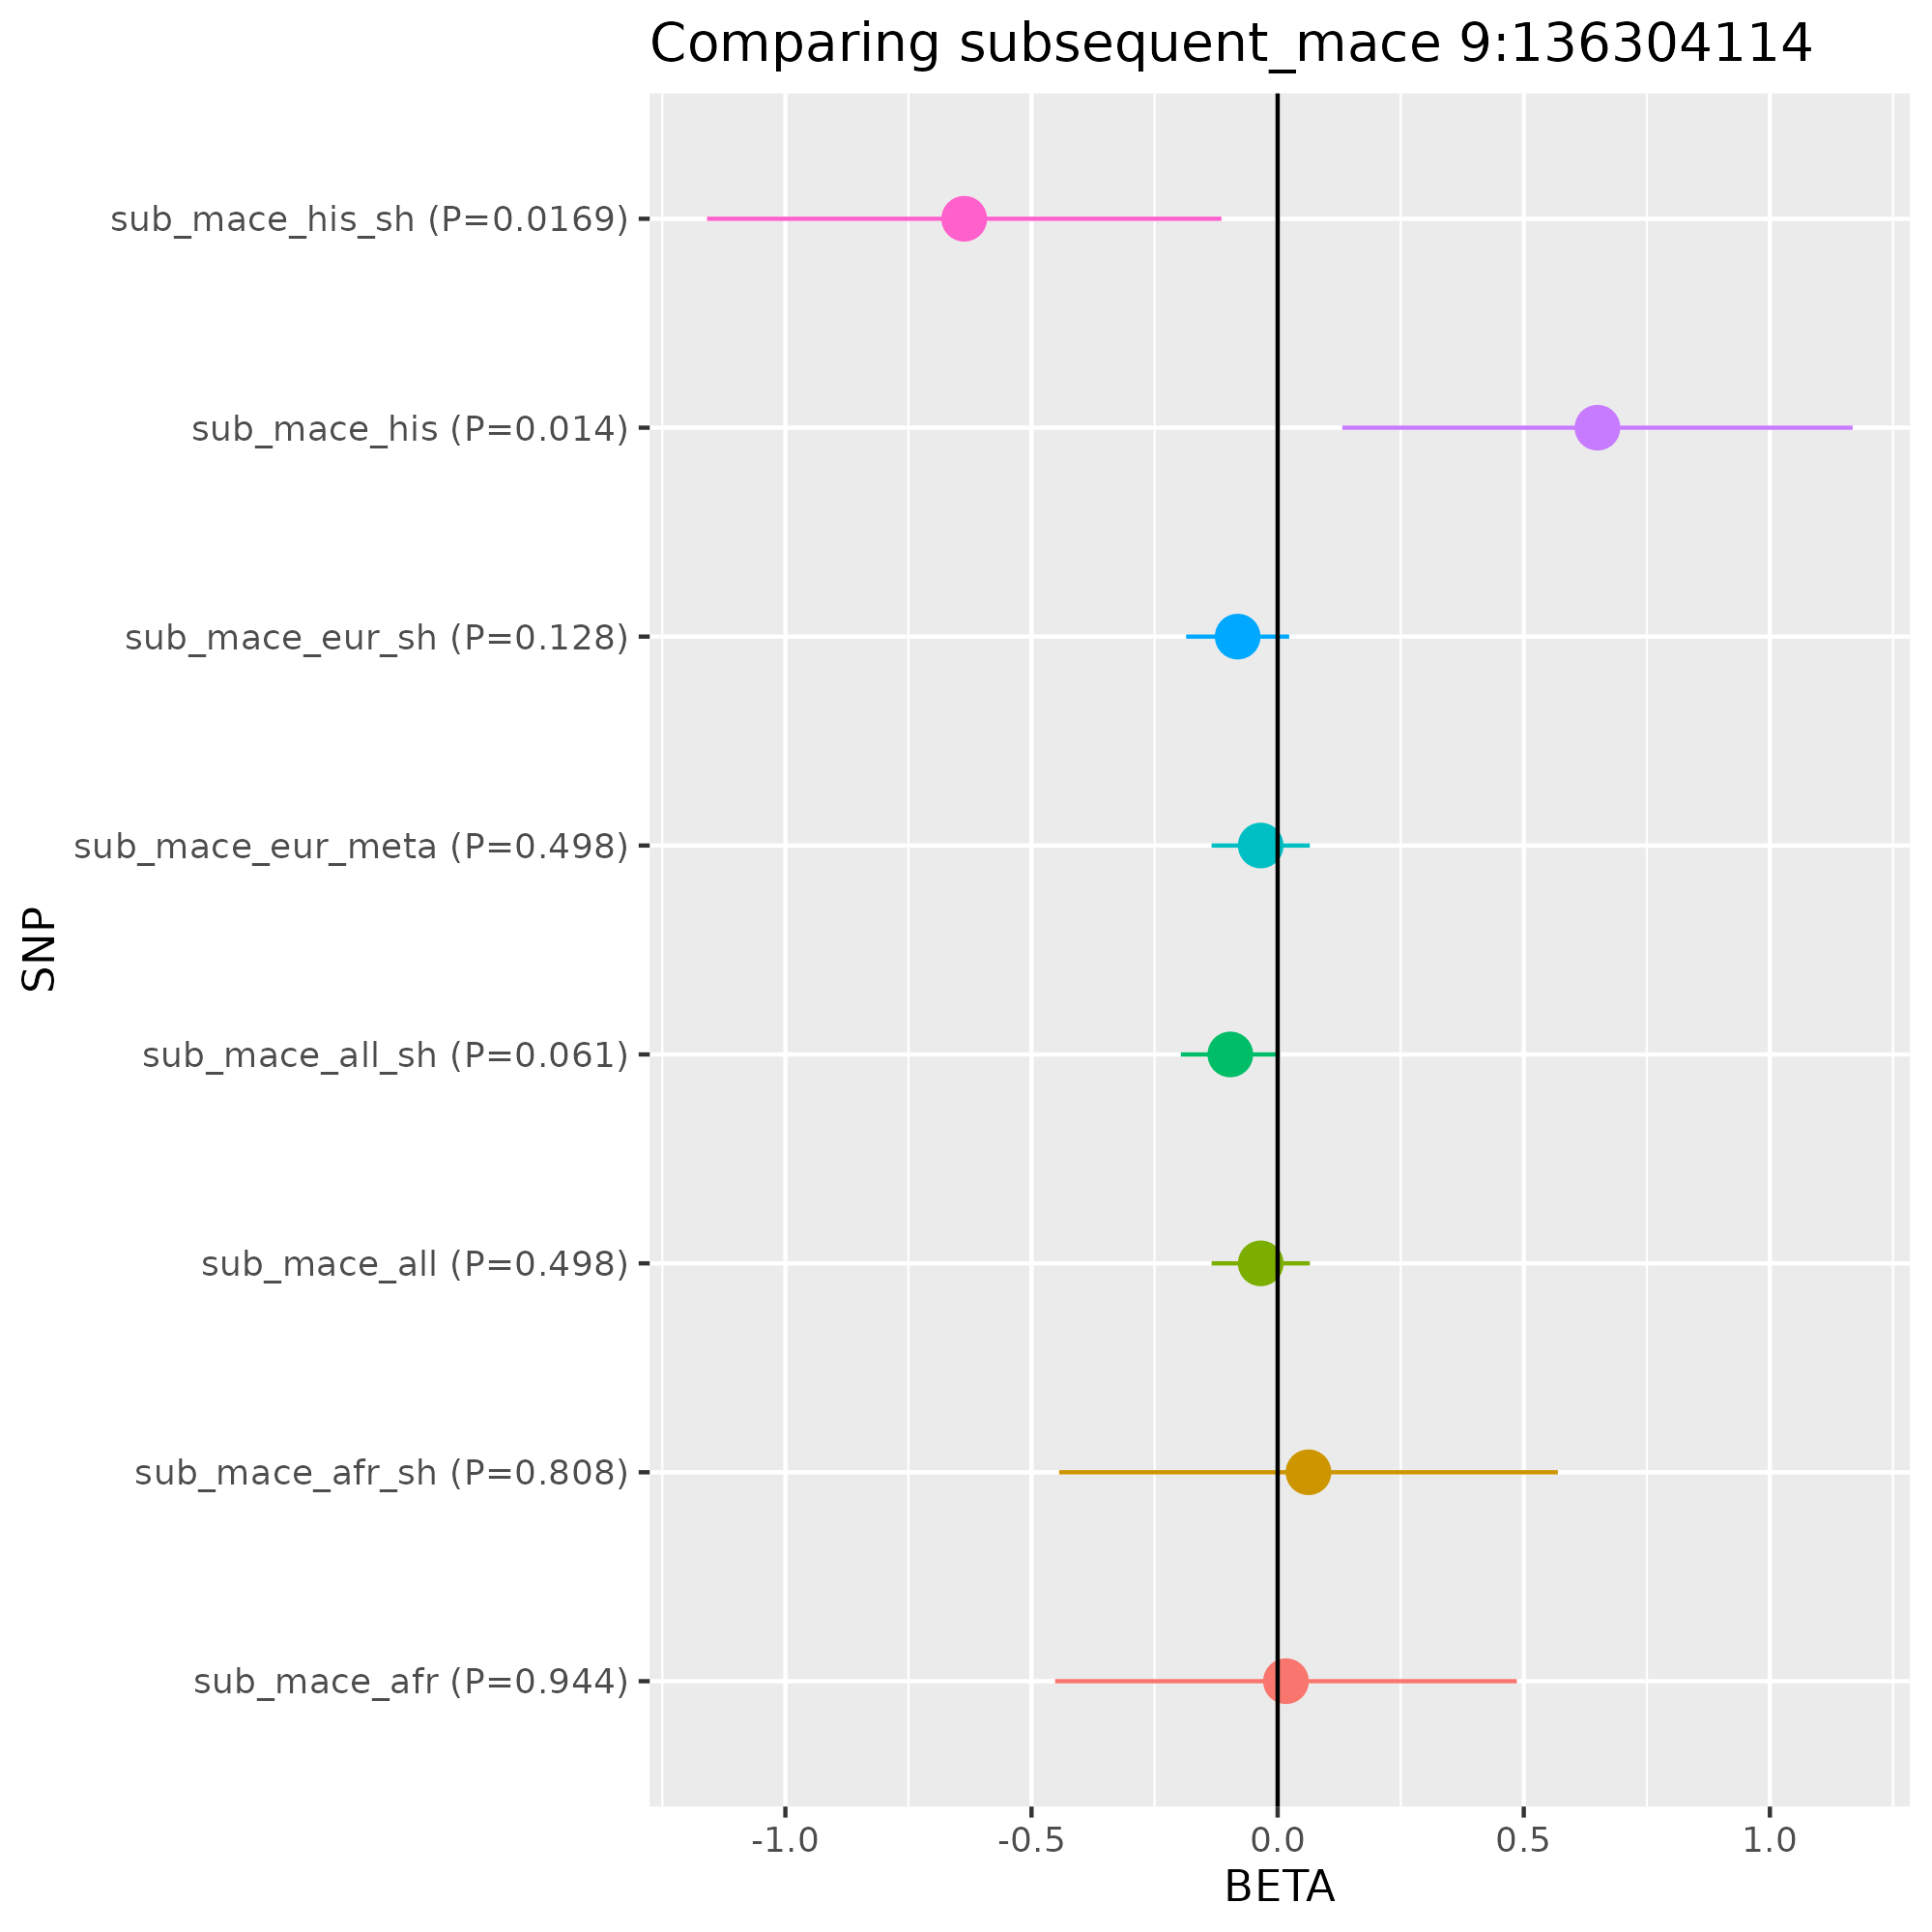 Comparing subsequent_mace 9:136304114
sub_mace_his_sh (P=0.0169)
sub_mace_his (P=0.014)
sub_mace_eur_sh (P=0.128)
sub_mace_eur_meta (P=0.498)
sub_mace_all_sh (P=0.061)
sub_mace_all (P=0.498)
sub_mace_afr_sh (P=0.808)
sub_mace_afr (P=0.944)
SNP
-1.0 -0.5 0.0 0.5 1.0
BETA